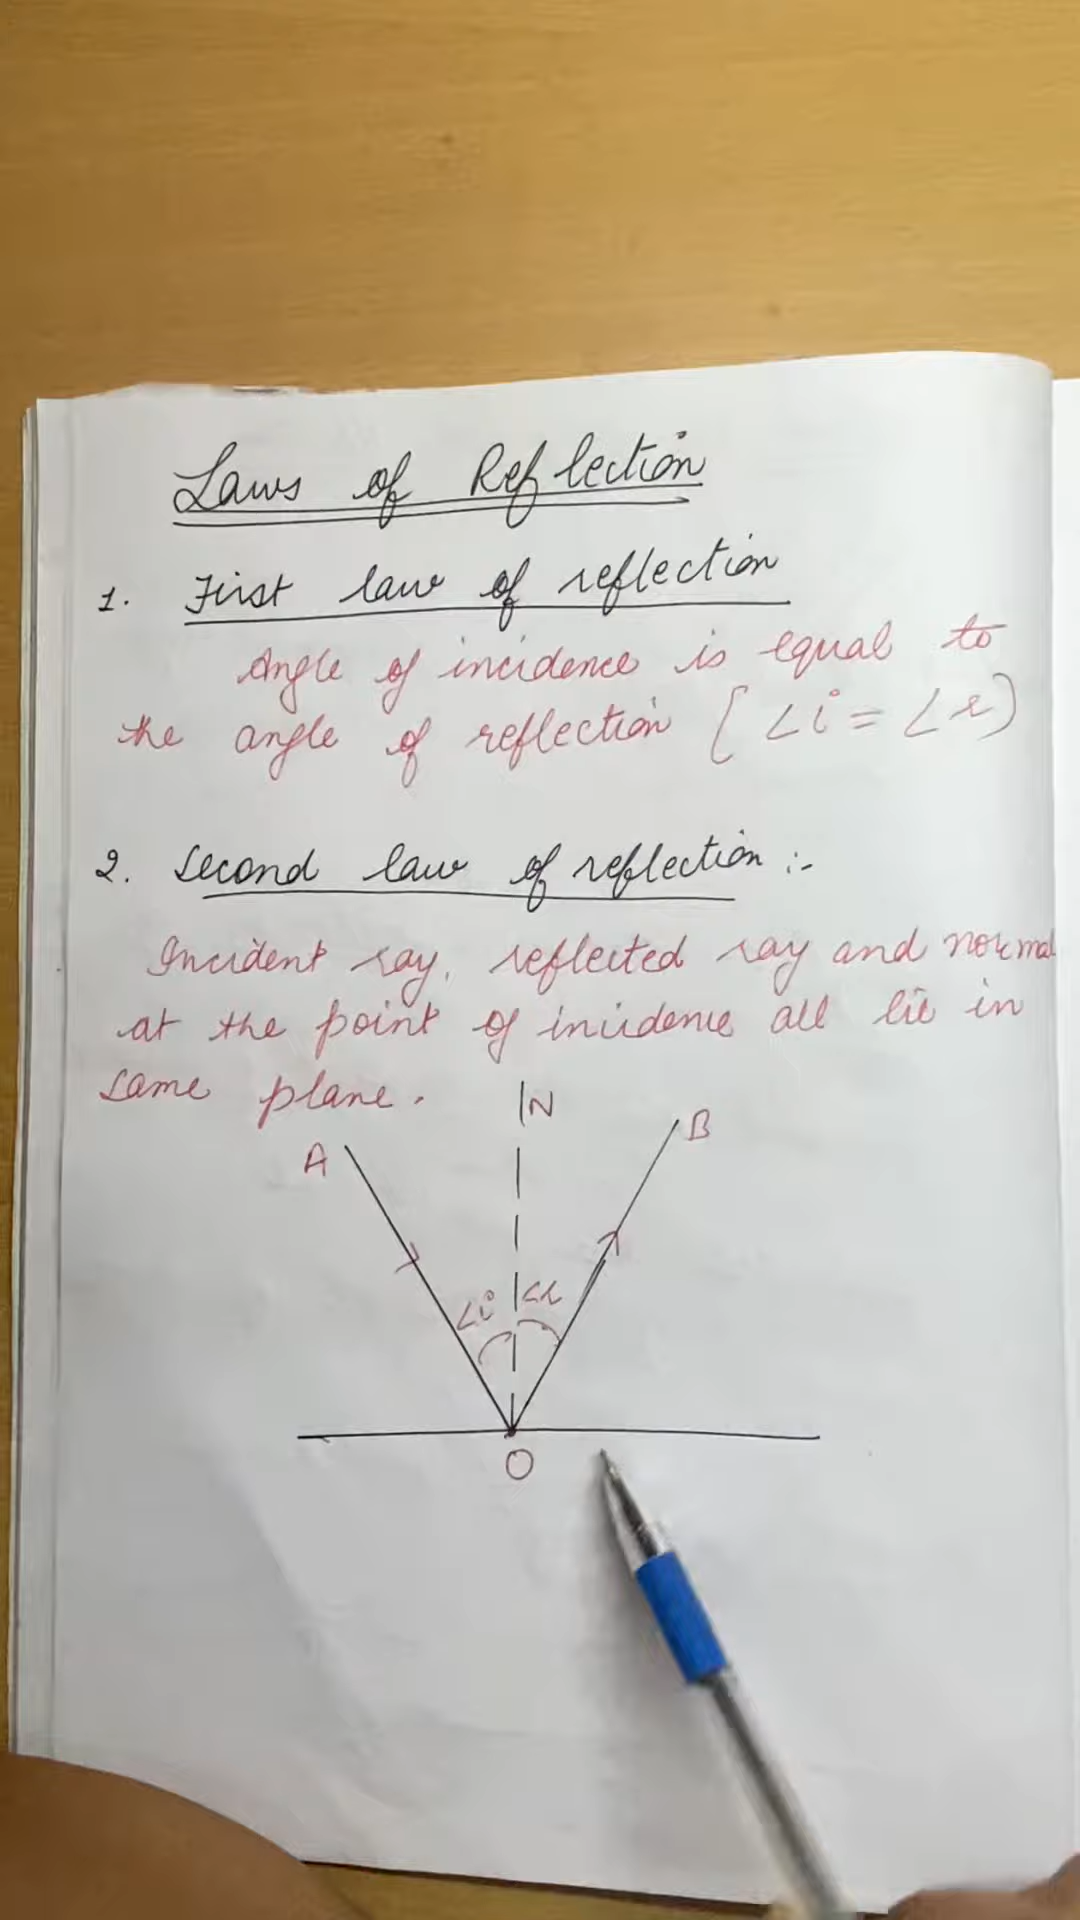 Laws of Reflection
1. First law of reflection
Angle of incidence is equal to
the angle of reflection [∠i = ∠r)
2. Second law of reflection :-
Incident ray, reflected ray and normal
at the point of incidence all lie in
same plane.
N
A B
∠i ∠r
O